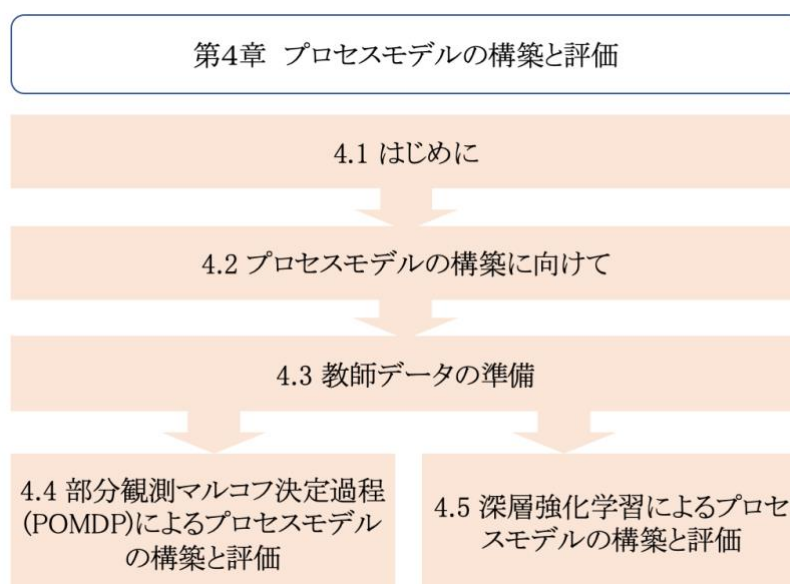 第4章 プロセスモデルの構築と評価
4.1 はじめに
4.2 プロセスモデルの構築に向けて
4.3 教師データの準備
4.4 部分観測マルコフ決定過程
(POMDP)によるプロセスモデル
の構築と評価
4.5 深層強化学習によるプロセ
スモデルの構築と評価